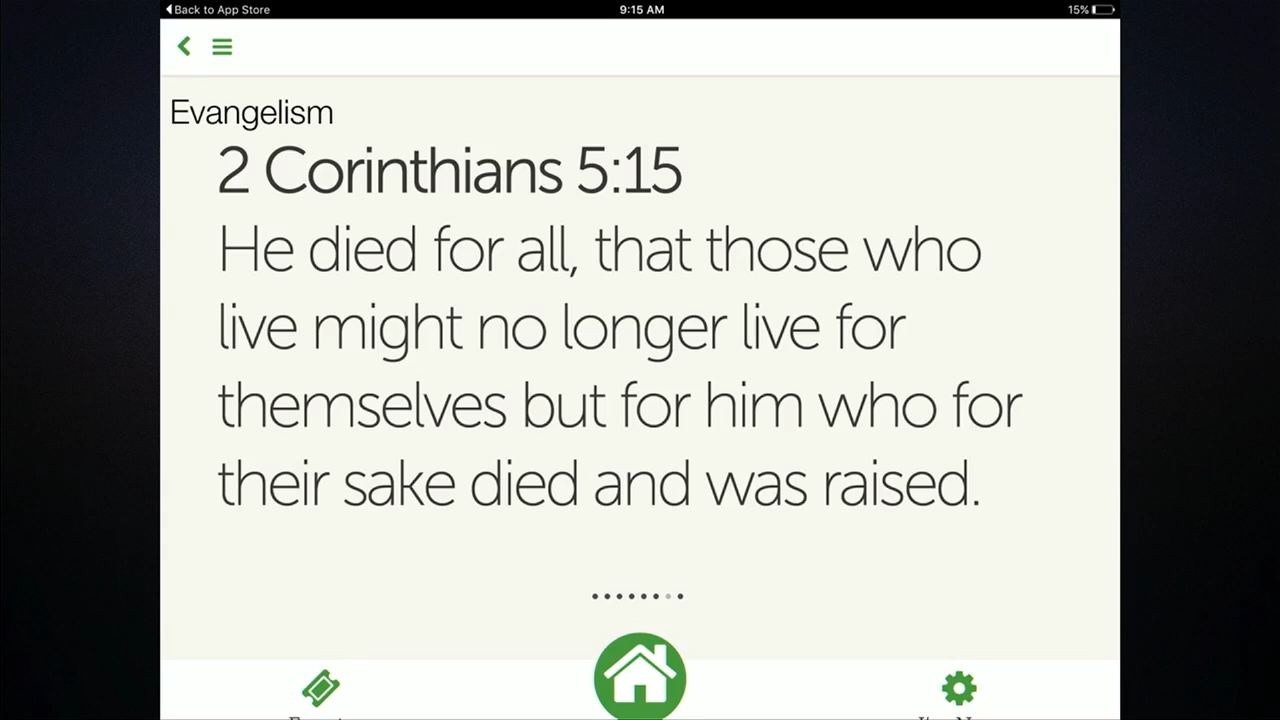 Back to App Store
9:15 AM
15%
Evangelism
2 Corinthians 5:15
He died for all, that those who
live might no longer live for
themselves but for him who for
their sake died and was raised.